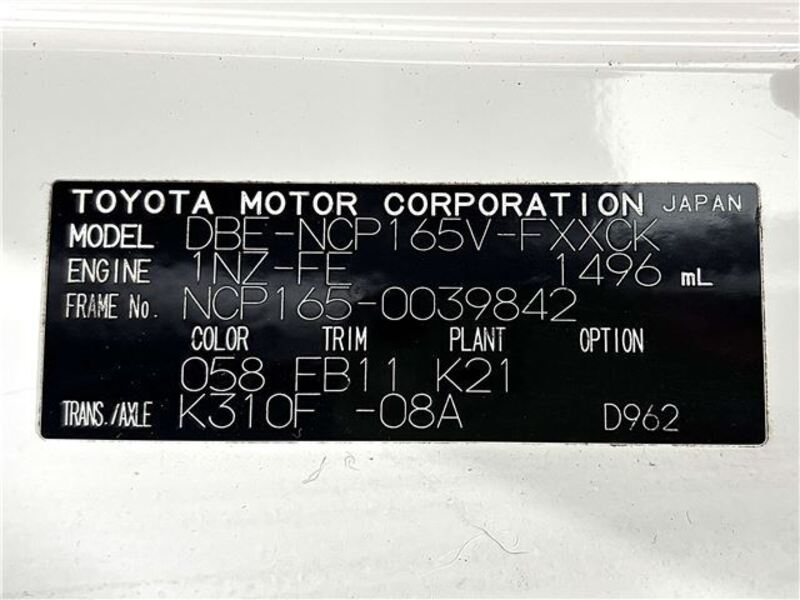 TOYOTA MOTOR CORPORATION JAPAN
MODEL DBE-NCP165V-FXXCK
ENGINE 1NZ-FE 1496 mL
FRAME No. NCP165-0039842
COLOR TRIM PLANT OPTION
058 FB11 K21
TRANS./AXLE K310F -08A D962